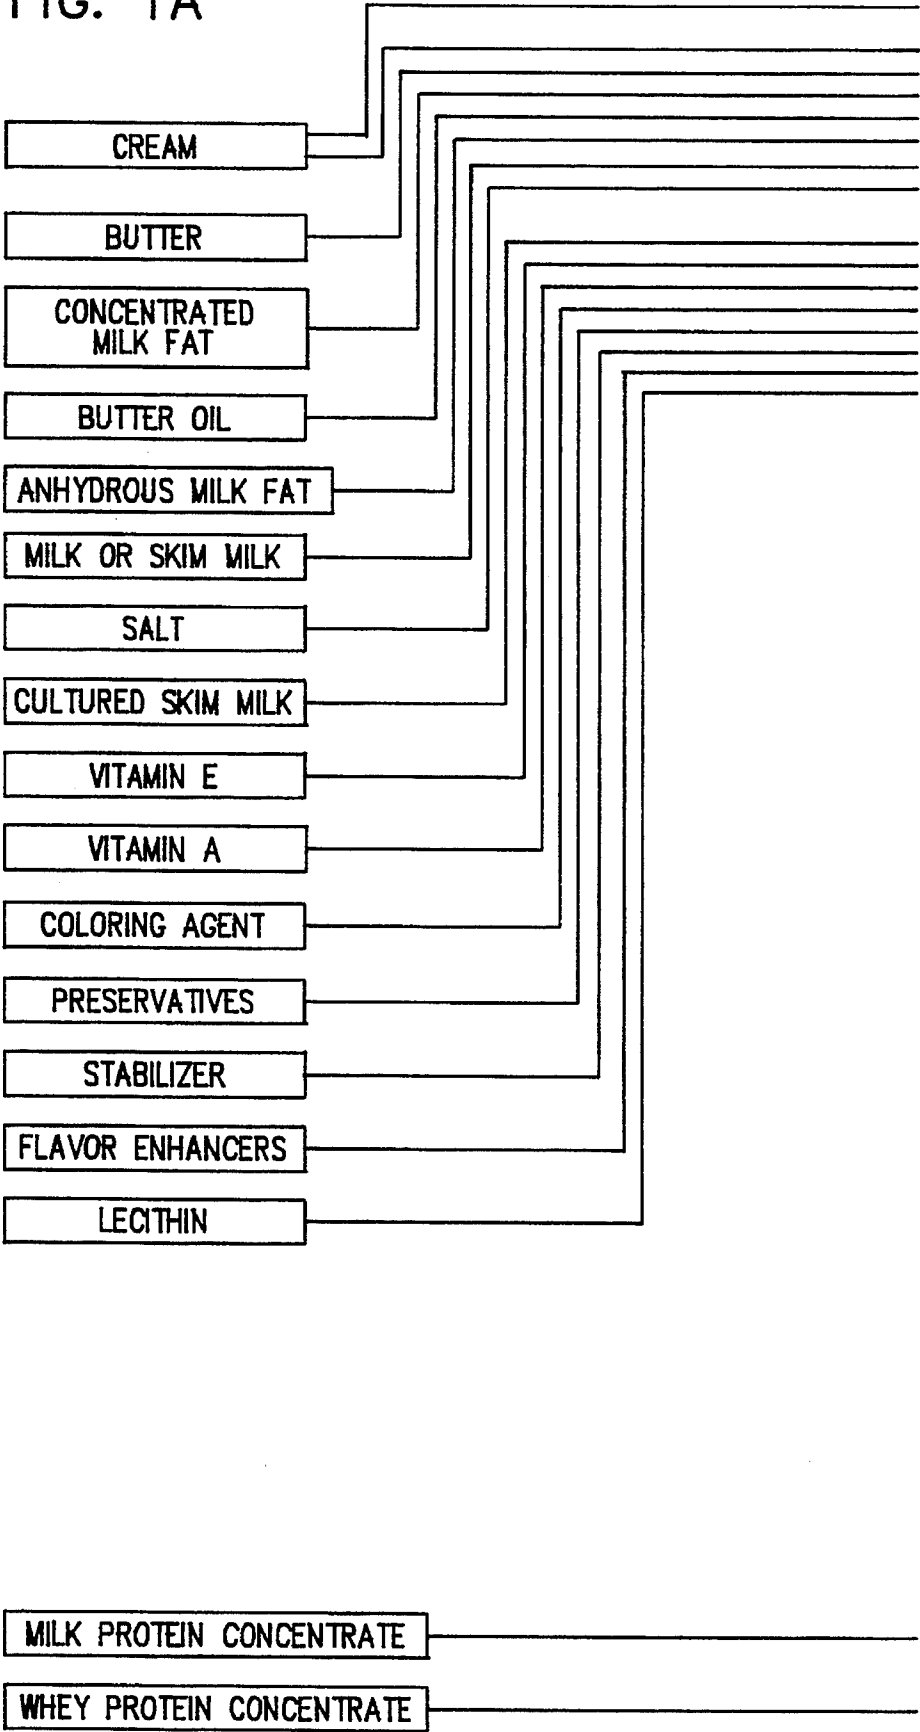 FIG. 1A
CREAM
BUTTER
CONCENTRATED
MILK FAT
BUTTER OIL
ANHYDROUS MILK FAT
MILK OR SKIM MILK
SALT
CULTURED SKIM MILK
VITAMIN E
VITAMIN A
COLORING AGENT
PRESERVATIVES
STABILIZER
FLAVOR ENHANCERS
LECITHIN
MILK PROTEIN CONCENTRATE
WHEY PROTEIN CONCENTRATE